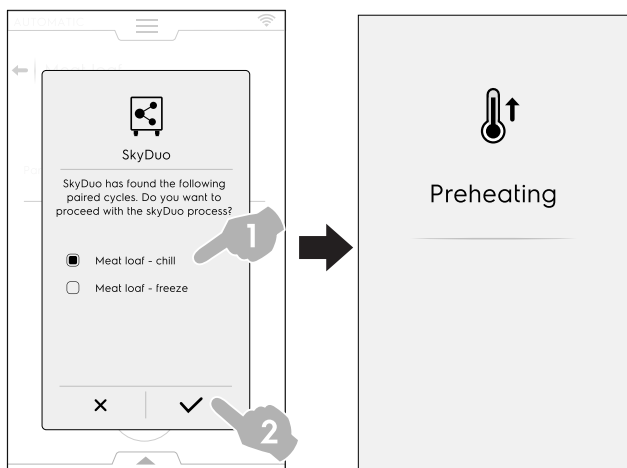 AUTOMATIC
SkyDuo
SkyDuo has found the following
paired cycles. Do you want to
proceed with the skyDuo process?
1
Meat loaf - chill
Meat loaf - freeze
2
Preheating